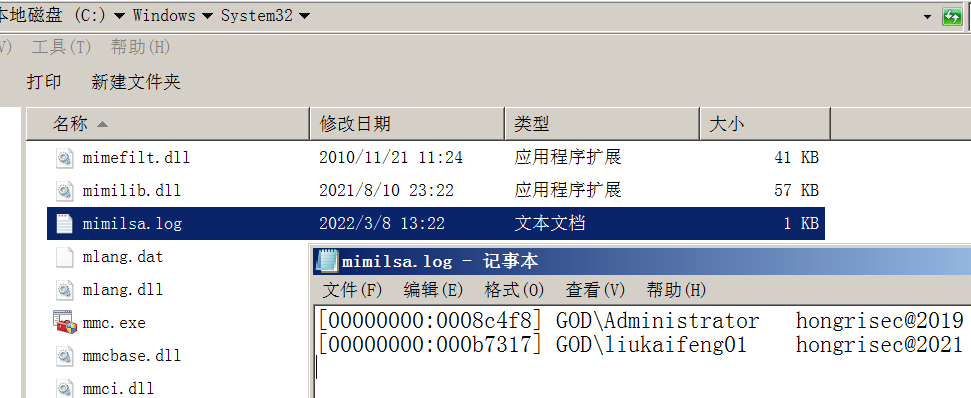 本地磁盘 (C:) Windows System32
V) 工具(T) 帮助(H)
打印 新建文件夹
名称 修改日期 类型 大小
mimefilt.dll 2010/11/21 11:24 应用程序扩展 41 KB
mimilib.dll 2021/8/10 23:22 应用程序扩展 57 KB
mimilsa.log 2022/3/8 13:22 文本文档 1 KB
mlang.dat
mlang.dll
mmc.exe
mmcbase.dll
mmci.dll
mimilsa.log - 记事本
文件(F) 编辑(E) 格式(O) 查看(V) 帮助(H)
[00000000:0008c4f8] GOD\Administrator hongrisec@2019
[00000000:000b7317] GOD\liukaifeng01 hongrisec@2021